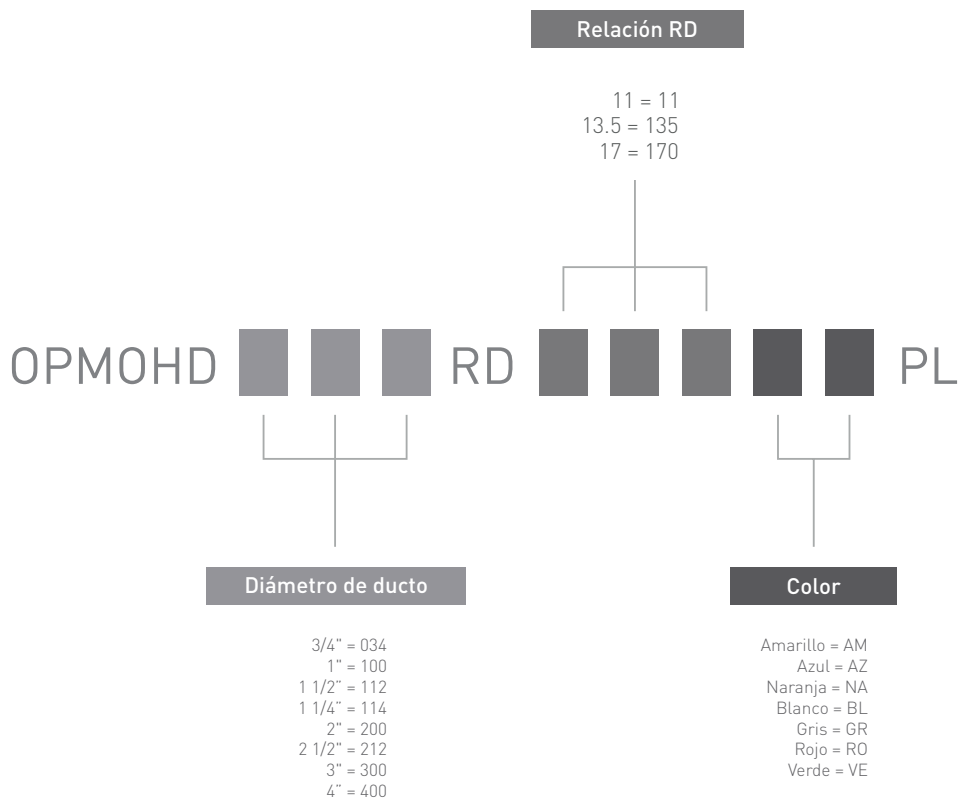 Relación RD
11 = 11
13.5 = 135
17 = 170
OPMOHD RD PL
Diámetro de ducto
3/4" = 034
1" = 100
1 1/2" = 112
1 1/4" = 114
2" = 200
2 1/2" = 212
3" = 300
4" = 400
Color
Amarillo = AM
Azul = AZ
Naranja = NA
Blanco = BL
Gris = GR
Rojo = RO
Verde = VE